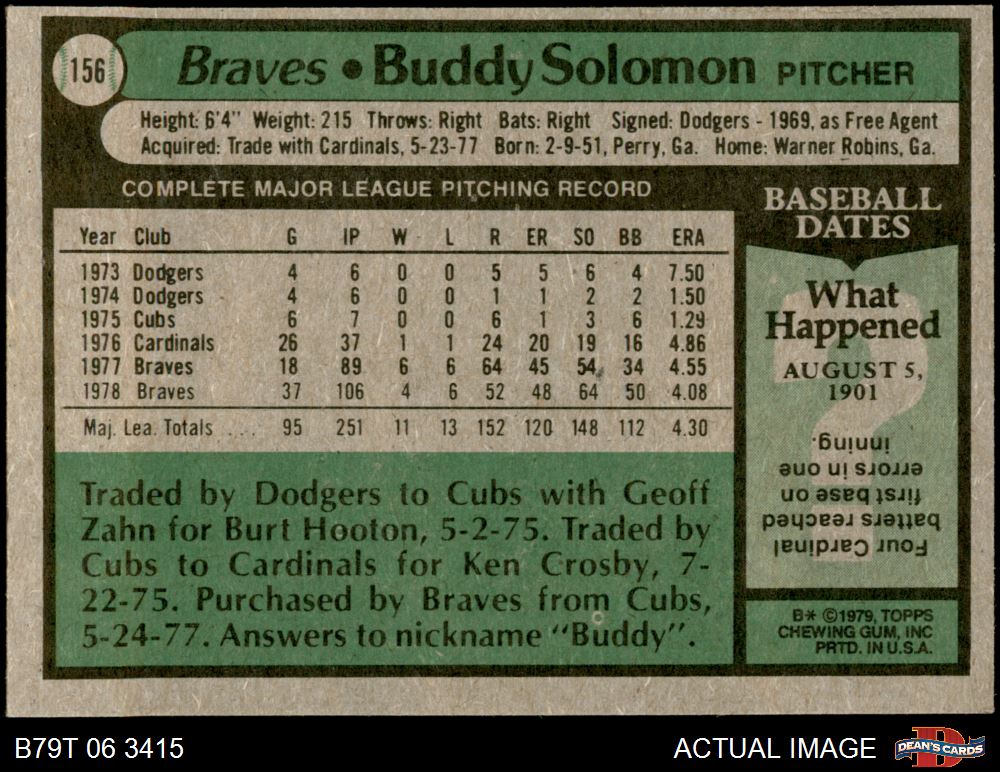 156
Braves • Buddy Solomon PITCHER
Height: 6'4" Weight: 215 Throws: Right Bats: Right Signed: Dodgers - 1969, as Free Agent
Acquired: Trade with Cardinals, 5-23-77 Born: 2-9-51, Perry, Ga. Home: Warner Robins, Ga.
COMPLETE MAJOR LEAGUE PITCHING RECORD
Year Club G IP W L R ER SO BB ERA
1973 Dodgers 4 6 0 0 5 5 6 4 7.50
1974 Dodgers 4 6 0 0 1 1 2 2 1.50
1975 Cubs 6 7 0 0 6 1 3 6 1.29
1976 Cardinals 26 37 1 1 24 20 19 16 4.86
1977 Braves 18 89 6 6 64 45 54 34 4.55
1978 Braves 37 106 4 6 52 48 64 50 4.08
Maj. Lea. Totals .... 95 251 11 13 152 120 148 112 4.30
Traded by Dodgers to Cubs with Geoff
Zahn for Burt Hooton, 5-2-75. Traded by
Cubs to Cardinals for Ken Crosby, 7-
22-75. Purchased by Braves from Cubs,
5-24-77. Answers to nickname "Buddy".
BASEBALL
DATES
What
Happened
AUGUST 5,
1901
Four Cardinal
batters reached
first base on
errors in one
inning.
B* ©1979, TOPPS
CHEWING GUM, INC
PRTD. IN U.S.A.
B79T 06 3415
ACTUAL IMAGE
DEAN'S CARDS